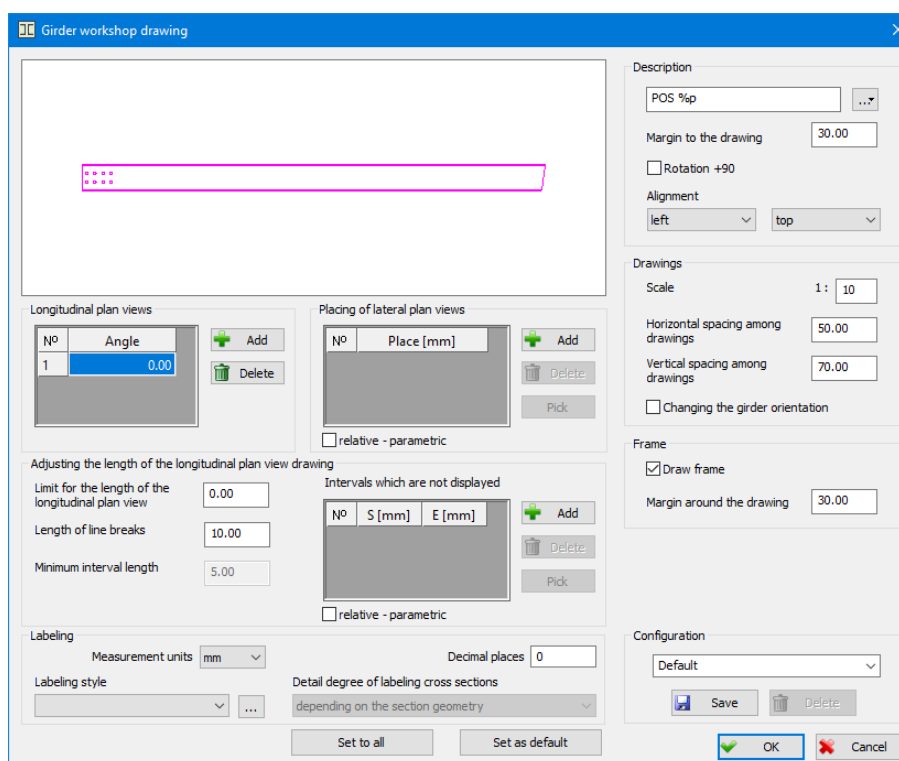 Girder workshop drawing
Description
POS %p
...
Margin to the drawing 30.00
Rotation +90
Alignment
left top
Drawings
Scale 1: 10
Horizontal spacing among
drawings
50.00
Vertical spacing among
drawings
70.00
Changing the girder orientation
Longitudinal plan views
Nº Angle
1 0.00
Add
Delete
Placing of lateral plan views
Nº Place [mm]
Add
Delete
Pick
relative - parametric
Frame
Draw frame
Margin around the drawing 30.00
Adjusting the length of the longitudinal plan view drawing
Limit for the length of the
longitudinal plan view
0.00
Length of line breaks 10.00
Minimum interval length 5.00
Intervals which are not displayed
Nº S [mm] E [mm]
Add
Delete
Pick
relative - parametric
Labeling
Measurement units mm
Decimal places 0
Labeling style
...
Detail degree of labeling cross sections
depending on the section geometry
Configuration
Default
Save Delete
Set to all Set as default
OK Cancel